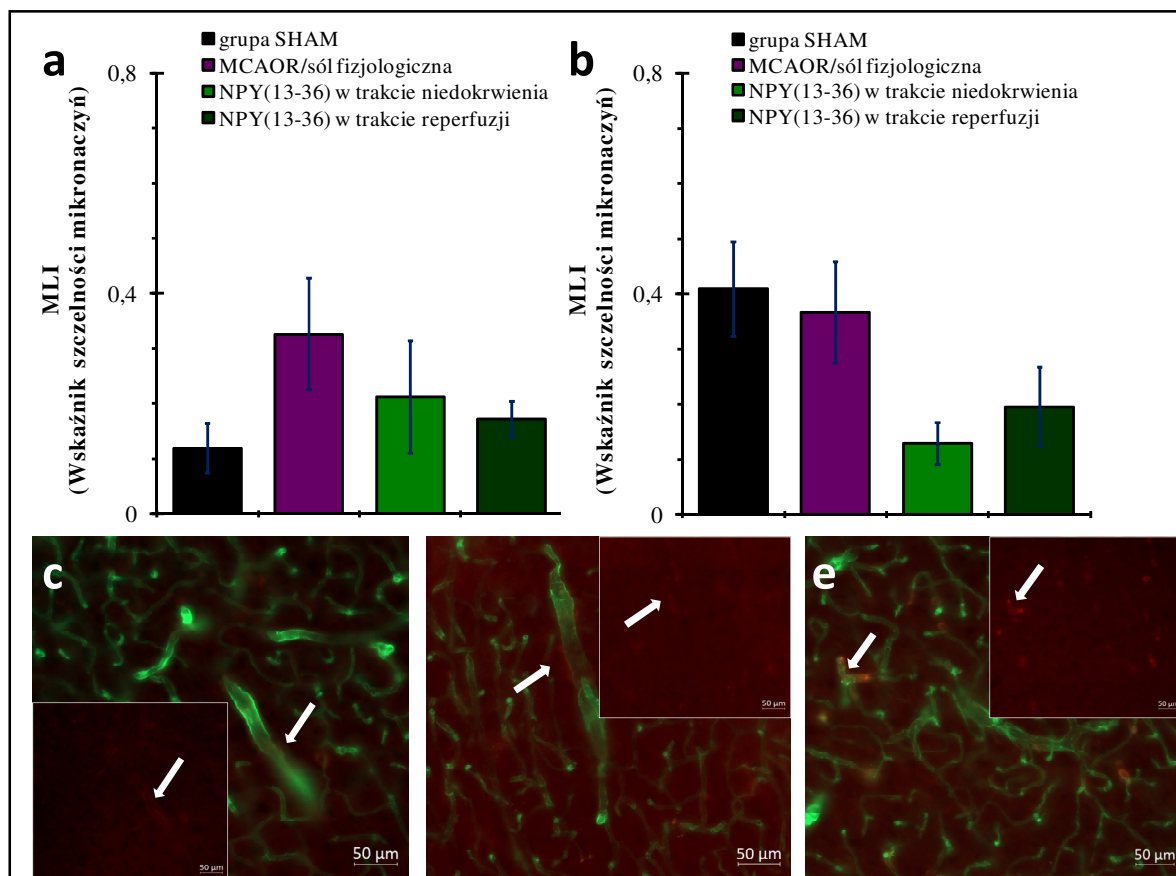 a
grupa SHAM
MCAOR/sól fizjologiczna
NPY(13-36) w trakcie niedokrwienia
NPY(13-36) w trakcie reperfuzji
MLI
(Wskaźnik szczelności mikronaczyń)
0,8
0,4
0
b
grupa SHAM
MCAOR/sól fizjologiczna
NPY(13-36) w trakcie niedokrwienia
NPY(13-36) w trakcie reperfuzji
MLI
(Wskaźnik szczelności mikronaczyń)
0,8
0,4
0
c
50 µm
50 µm
50 µm
50 µm
e
50 µm
50 µm